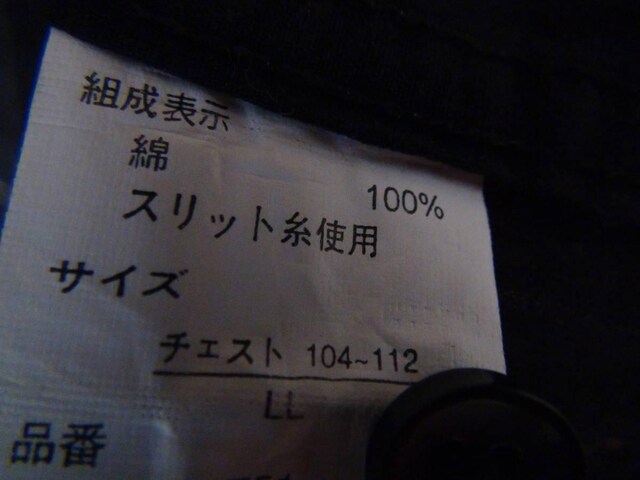 組成表示
綿 100%
スリット糸使用
サイズ
チェスト 104~112
LL
品番